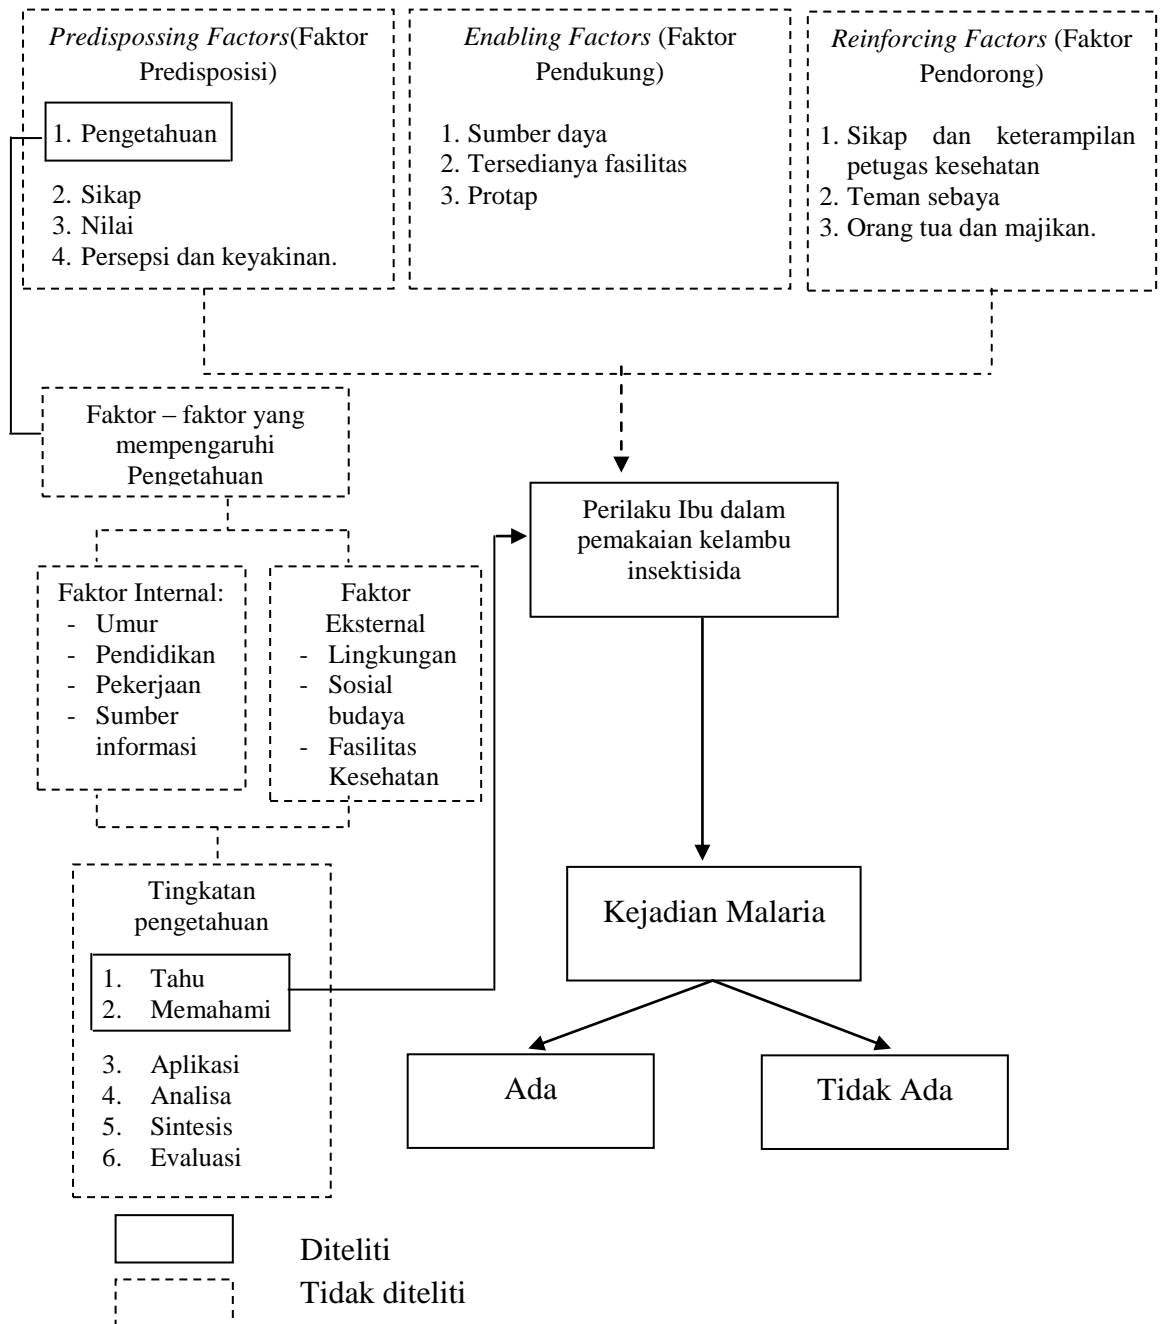 Predispossing Factors(Faktor
Predisposisi)
1. Pengetahuan
2. Sikap
3. Nilai
4. Persepsi dan keyakinan.
Enabling Factors (Faktor
Pendukung)
1. Sumber daya
2. Tersedianya fasilitas
3. Protap
Reinforcing Factors (Faktor
Pendorong)
1. Sikap dan keterampilan
petugas kesehatan
2. Teman sebaya
3. Orang tua dan majikan.
Faktor – faktor yang
mempengaruhi
Pengetahuan
Perilaku Ibu dalam
pemakaian kelambu
insektisida
Faktor Internal:
- Umur
- Pendidikan
- Pekerjaan
- Sumber
informasi
Faktor
Eksternal
- Lingkungan
- Sosial
budaya
- Fasilitas
Kesehatan
Tingkatan
pengetahuan
1. Tahu
2. Memahami
3. Aplikasi
4. Analisa
5. Sintesis
6. Evaluasi
Kejadian Malaria
Ada
Tidak Ada
Diteliti
Tidak diteliti